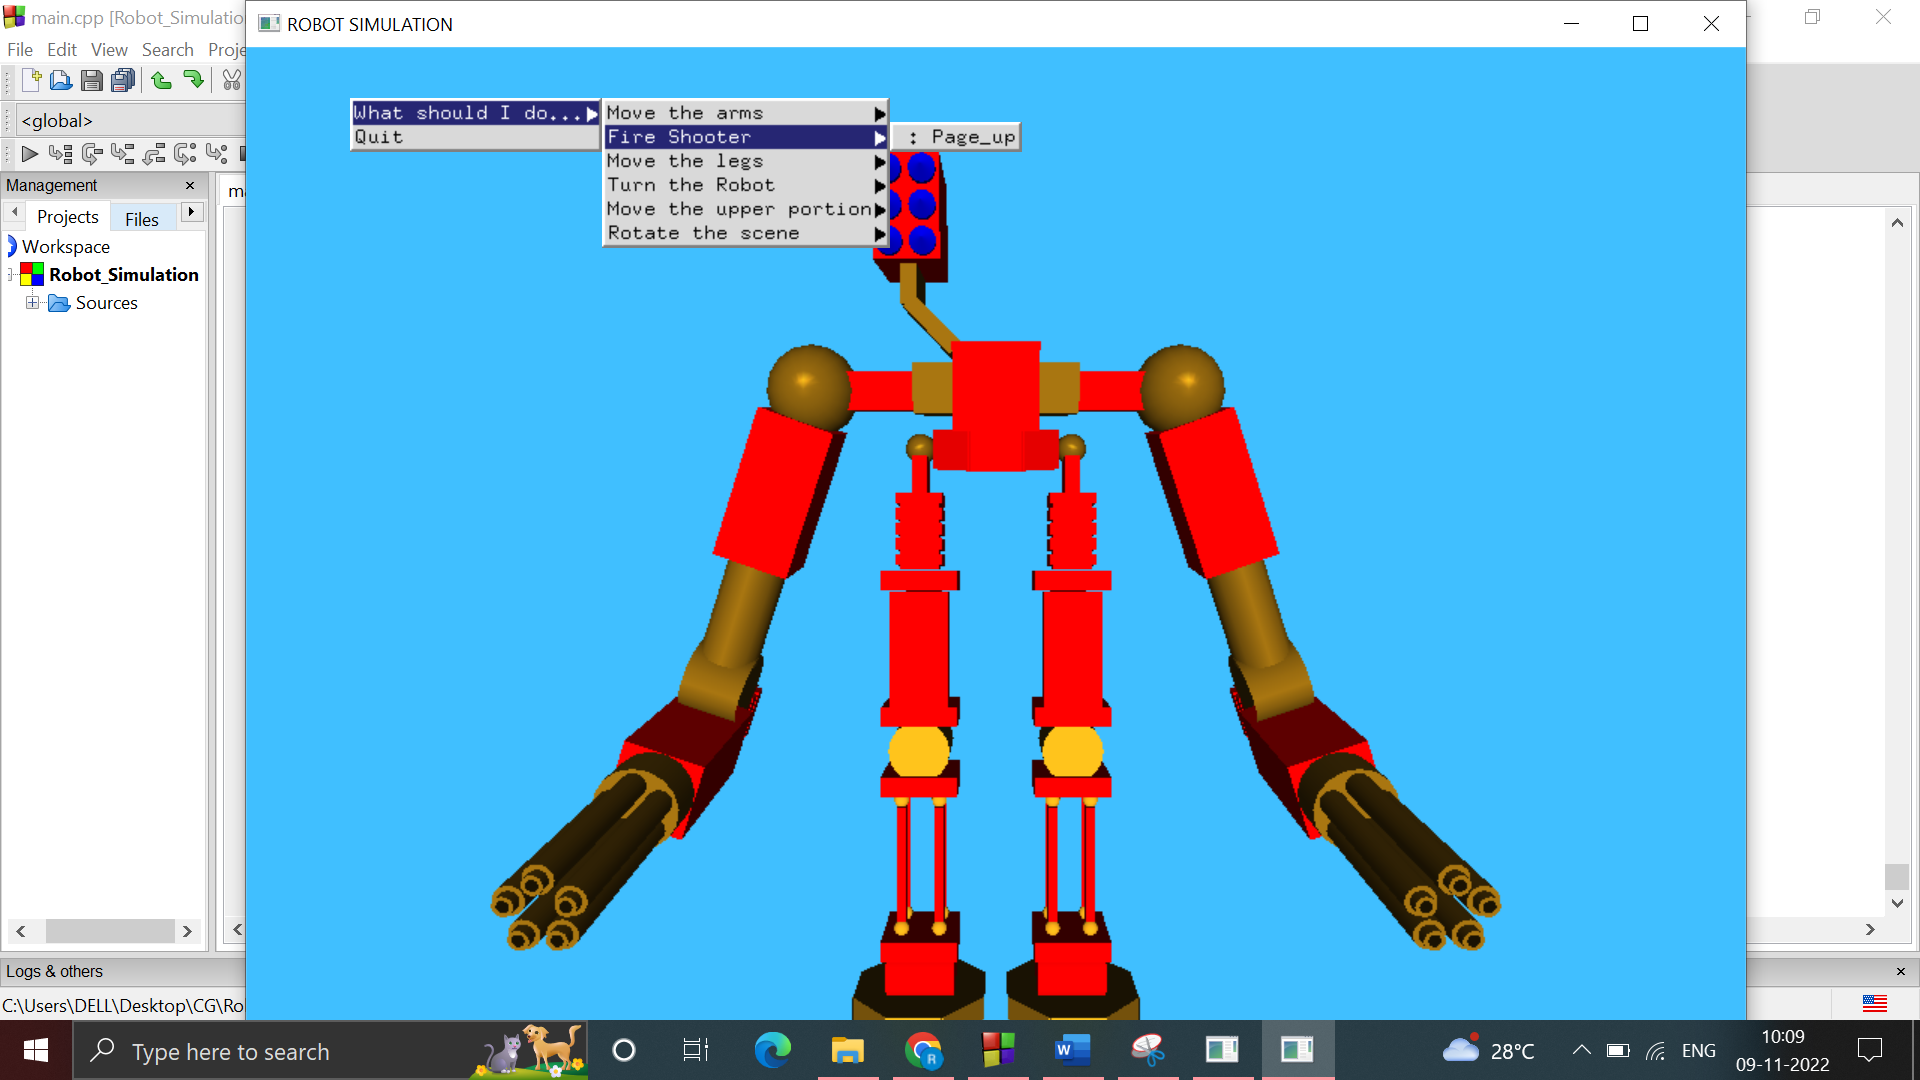 main.cpp [Robot_Simulatio
ROBOT SIMULATION
File Edit View Search Proje
<global>
What should I do...
Quit
Move the arms
Fire Shooter
Move the legs
Turn the Robot
Move the upper portion
Rotate the scene
: Page_up
Management
Projects
Files
Workspace
Robot_Simulation
Sources
ma
Logs & others
C:\Users\DELL\Desktop\CG\Ro
Type here to search
R
W
28°C
ENG
10:09
09-11-2022